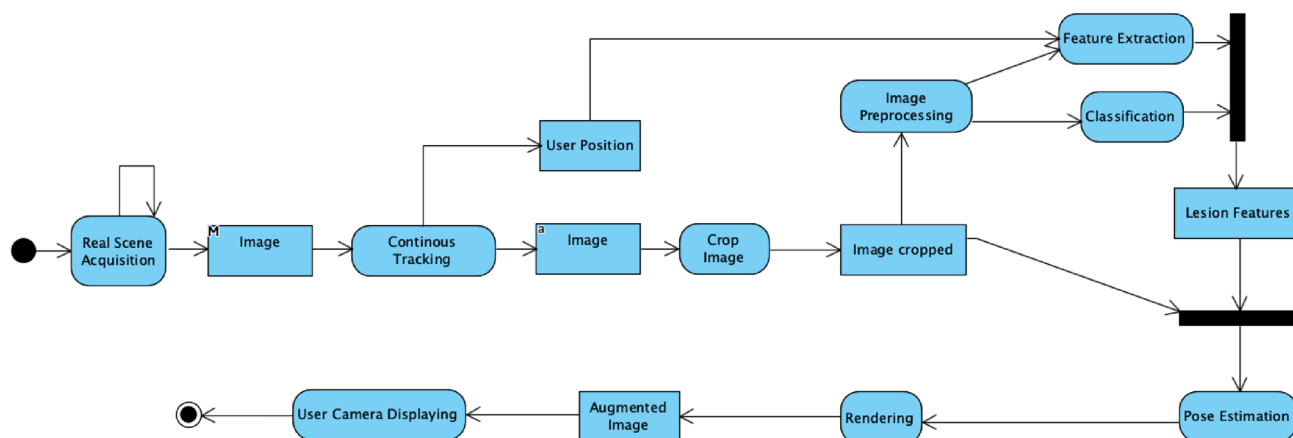 Feature Extraction
Image
Preprocessing
Classification
User Position
Lesion Features
Real Scene
Acquisition
M
Image
Continous
Tracking
a
Image
Crop
Image
Image cropped
User Camera Displaying
Augmented
Image
Rendering
Pose Estimation